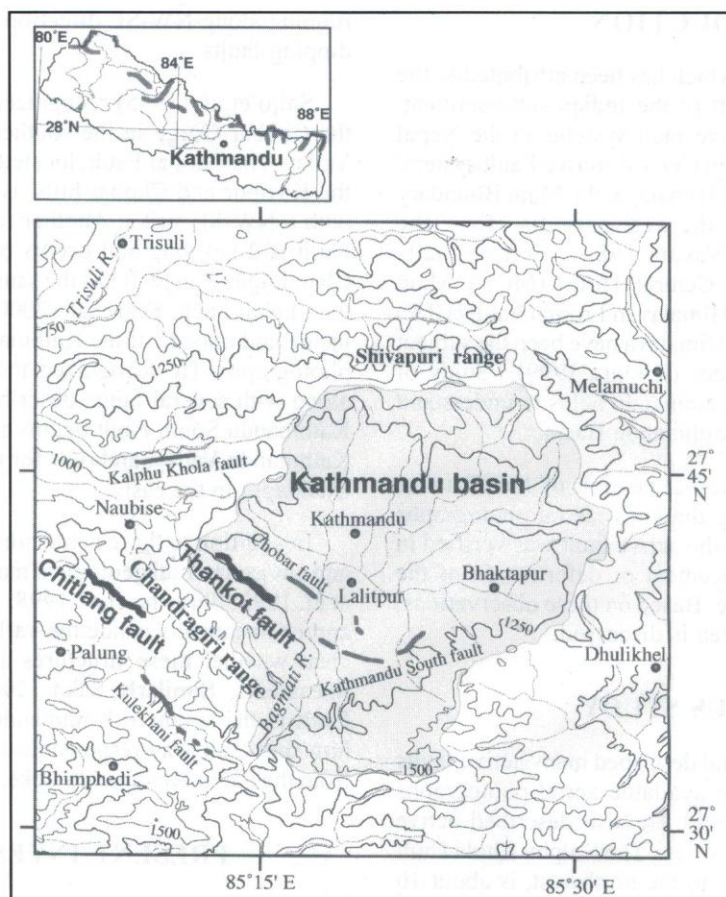 80°E
84°E
88°E
28°N
Kathmandu
Trisuli
Trisuli R.
750
1250
Shivapuri range
Melamuchi
1000
Kalphu Khola fault
27°
45'
Kathmandu basin
Naubise
Kathmandu
Chobar fault
Thankot fault
Lalitpur
Bhaktapur
Chitlang fault
Chandragiri range
1250
Palung
Kathmandu South fault
Dhulikhel
Bagmati R.
Kulekhani fault
Bhimphedi
1500
1500
27°
30'
85°15' E
85°30' E